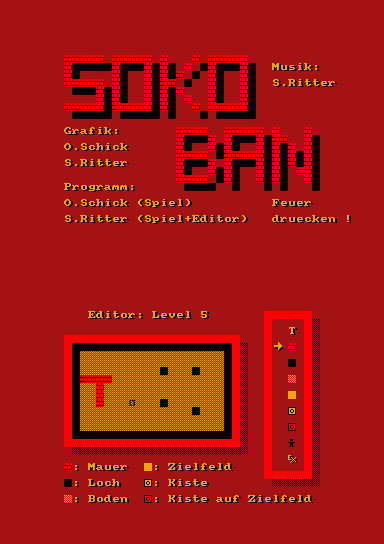 SOKO
BAN
Musik:
S.Ritter
Grafik:
O.Schick
S.Ritter
Programm:
O.Schick (Spiel)
S.Ritter (Spiel+Editor)
Feuer
druecken !
Editor: Level 5
T
: Mauer : Zielfeld
: Loch : Kiste
: Boden : Kiste auf Zielfeld